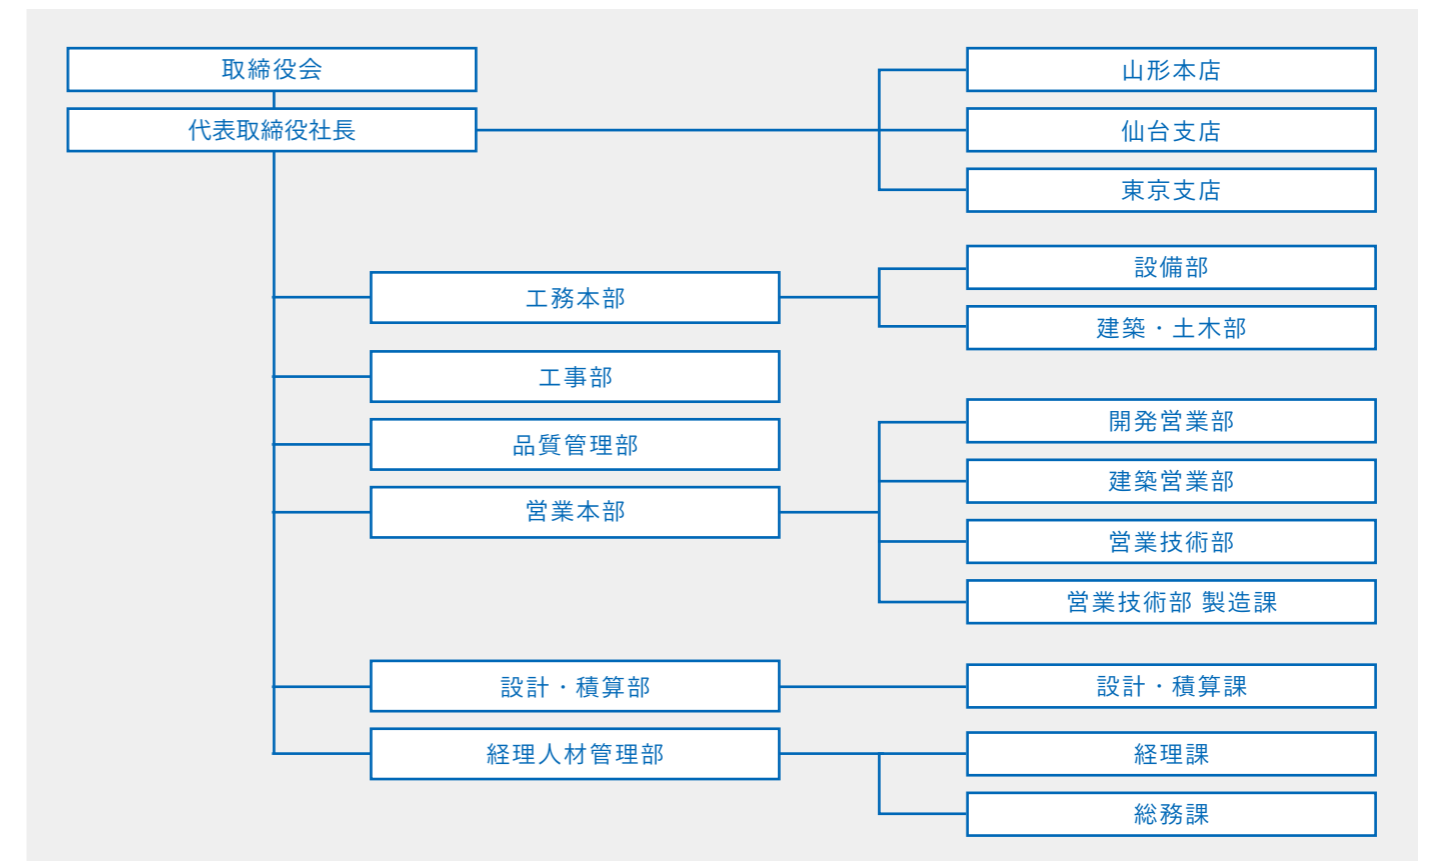 取締役会
代表取締役社長
山形本店
仙台支店
東京支店
工務本部
設備部
建築・土木部
工事部
品質管理部
営業本部
開発営業部
建築営業部
営業技術部
営業技術部 製造課
設計・積算部
設計・積算課
経理人材管理部
経理課
総務課